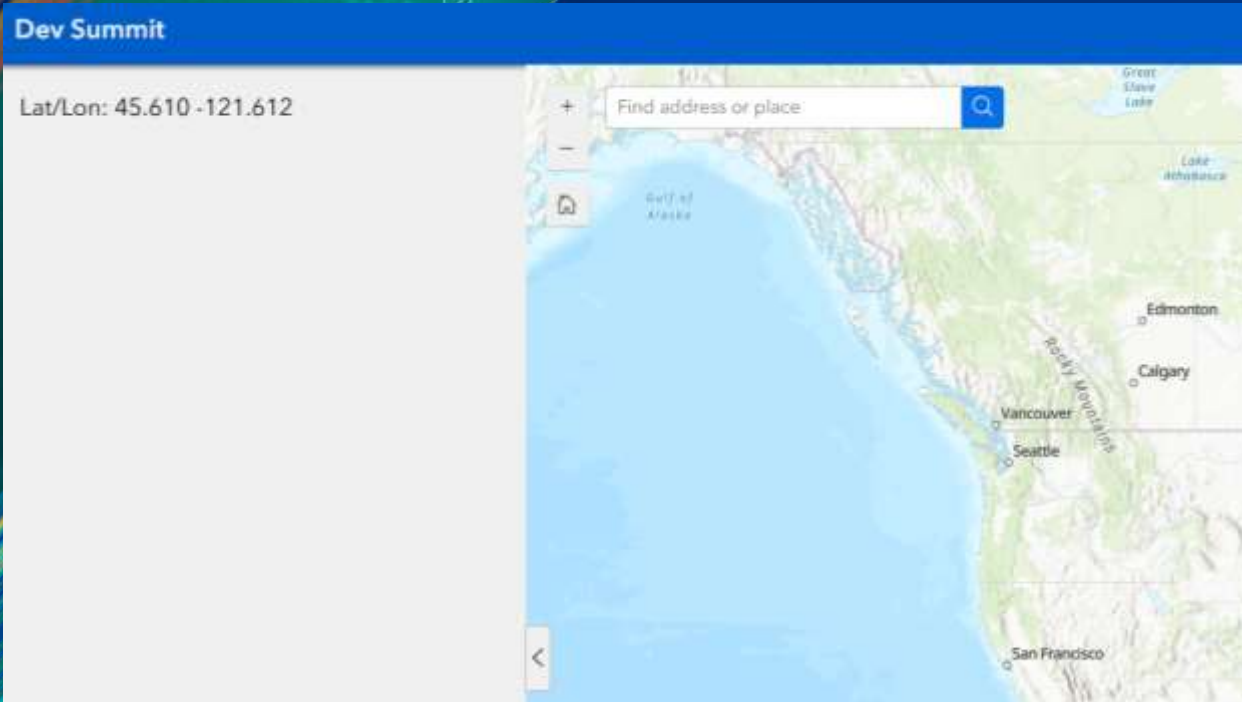 Dev Summit
Lat/Lon: 45.610 -121.612
+
Find address or place
−
Great
Slave
Lake
Lake
Athabasca
Gulf of
Alaska
Edmonton
Rocky Mountains
Calgary
Vancouver
Seattle
San Francisco